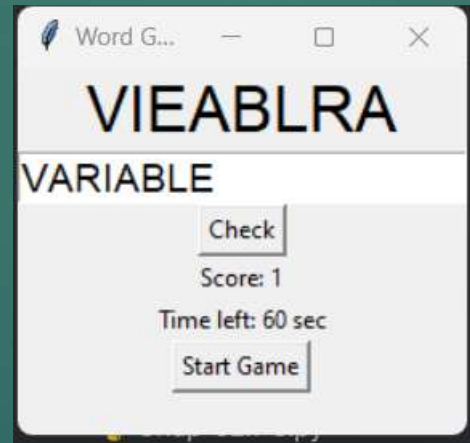 Word G...
VIEABLRA
VARIABLE
Check
Score: 1
Time left: 60 sec
Start Game